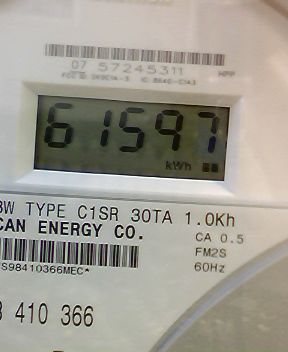 07 57245311
HPP
61597
kWh
3W TYPE C1SR 30TA 1.0Kh
CAN ENERGY CO.
CA 0.5
FM2S
60Hz
S98410366MEC*
410 366